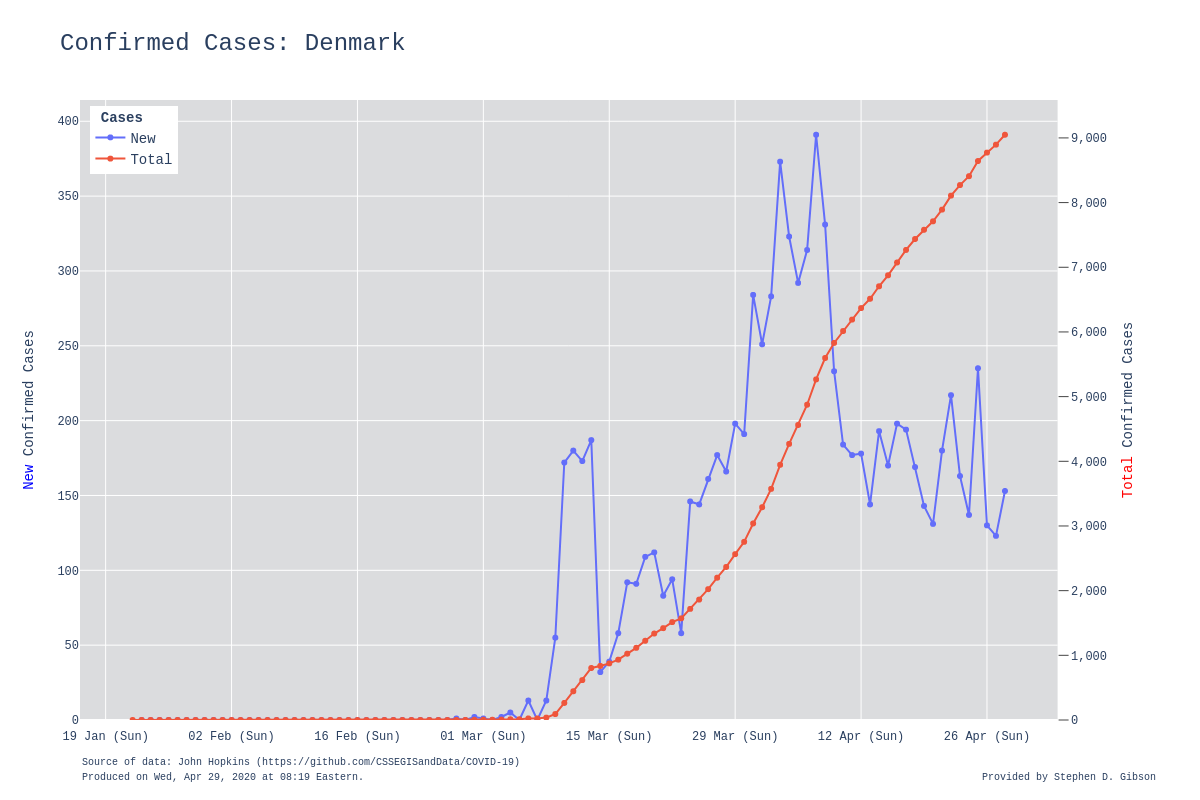 Confirmed Cases: Denmark
Cases
New
Total
400
350
300
250
200
150
100
50
0
New Confirmed Cases
9,000
8,000
7,000
6,000
5,000
4,000
3,000
2,000
1,000
0
Total Confirmed Cases
19 Jan (Sun) 02 Feb (Sun) 16 Feb (Sun) 01 Mar (Sun) 15 Mar (Sun) 29 Mar (Sun) 12 Apr (Sun) 26 Apr (Sun)
Source of data: John Hopkins (https://github.com/CSSEGISandData/COVID-19)
Produced on Wed, Apr 29, 2020 at 08:19 Eastern.
Provided by Stephen D. Gibson